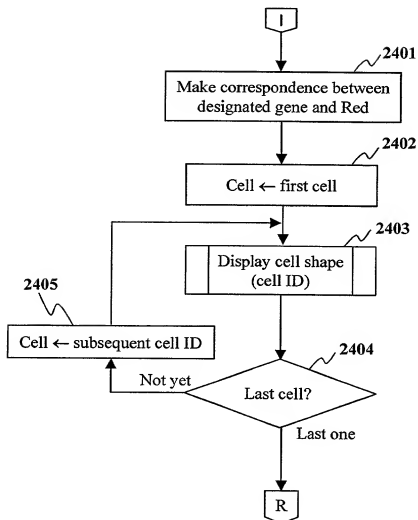 I
2401
Make correspondence between
designated gene and Red
2402
Cell ← first cell
2403
Display cell shape
(cell ID)
2405
Cell ← subsequent cell ID
2404
Not yet
Last cell?
Last one
R